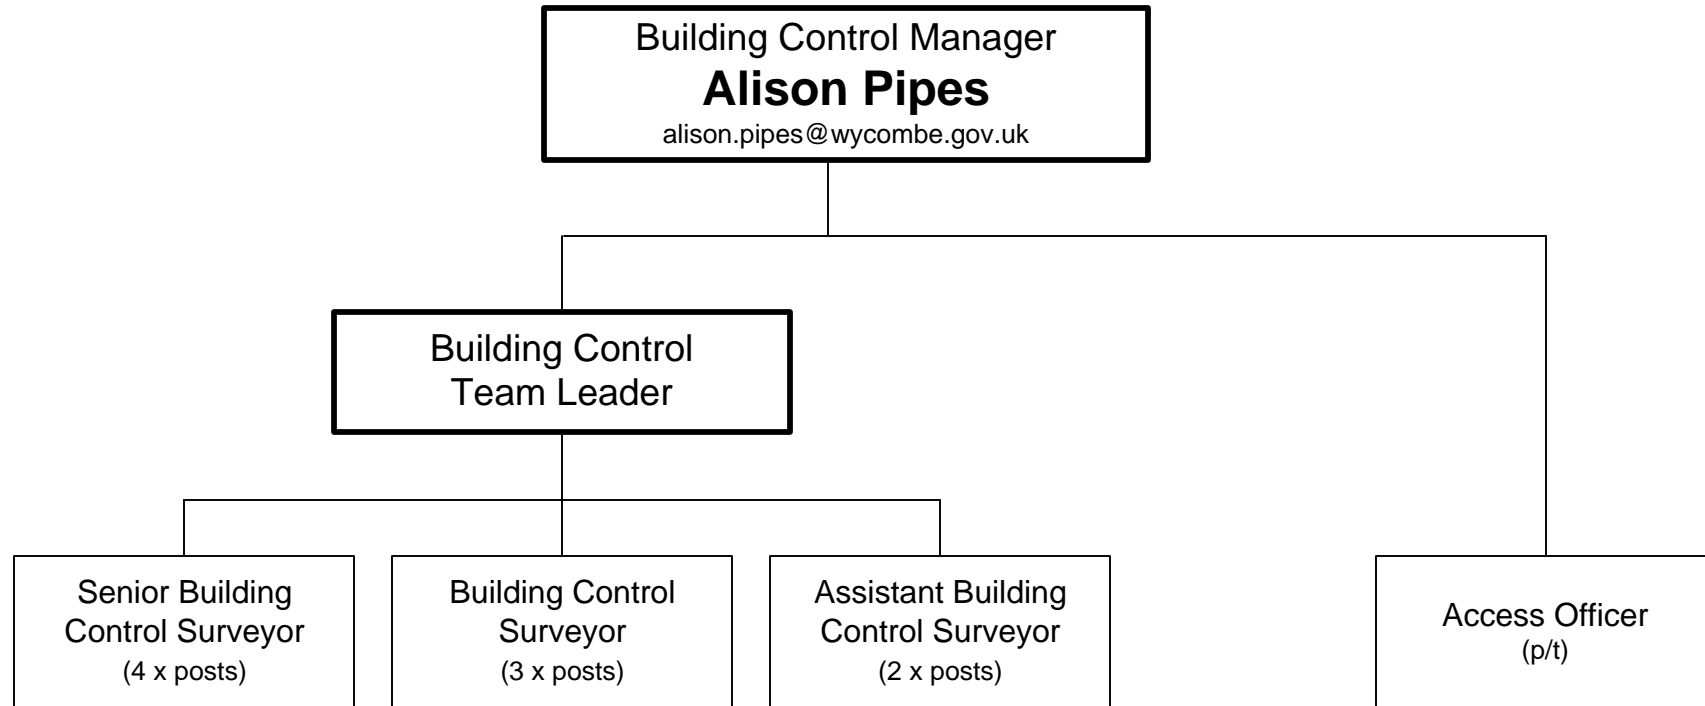 Building Control Manager
Alison Pipes
alison.pipes@wycombe.gov.uk
Building Control
Team Leader
Senior Building
Control Surveyor
(4 x posts)
Building Control
Surveyor
(3 x posts)
Assistant Building
Control Surveyor
(2 x posts)
Access Officer
(p/t)